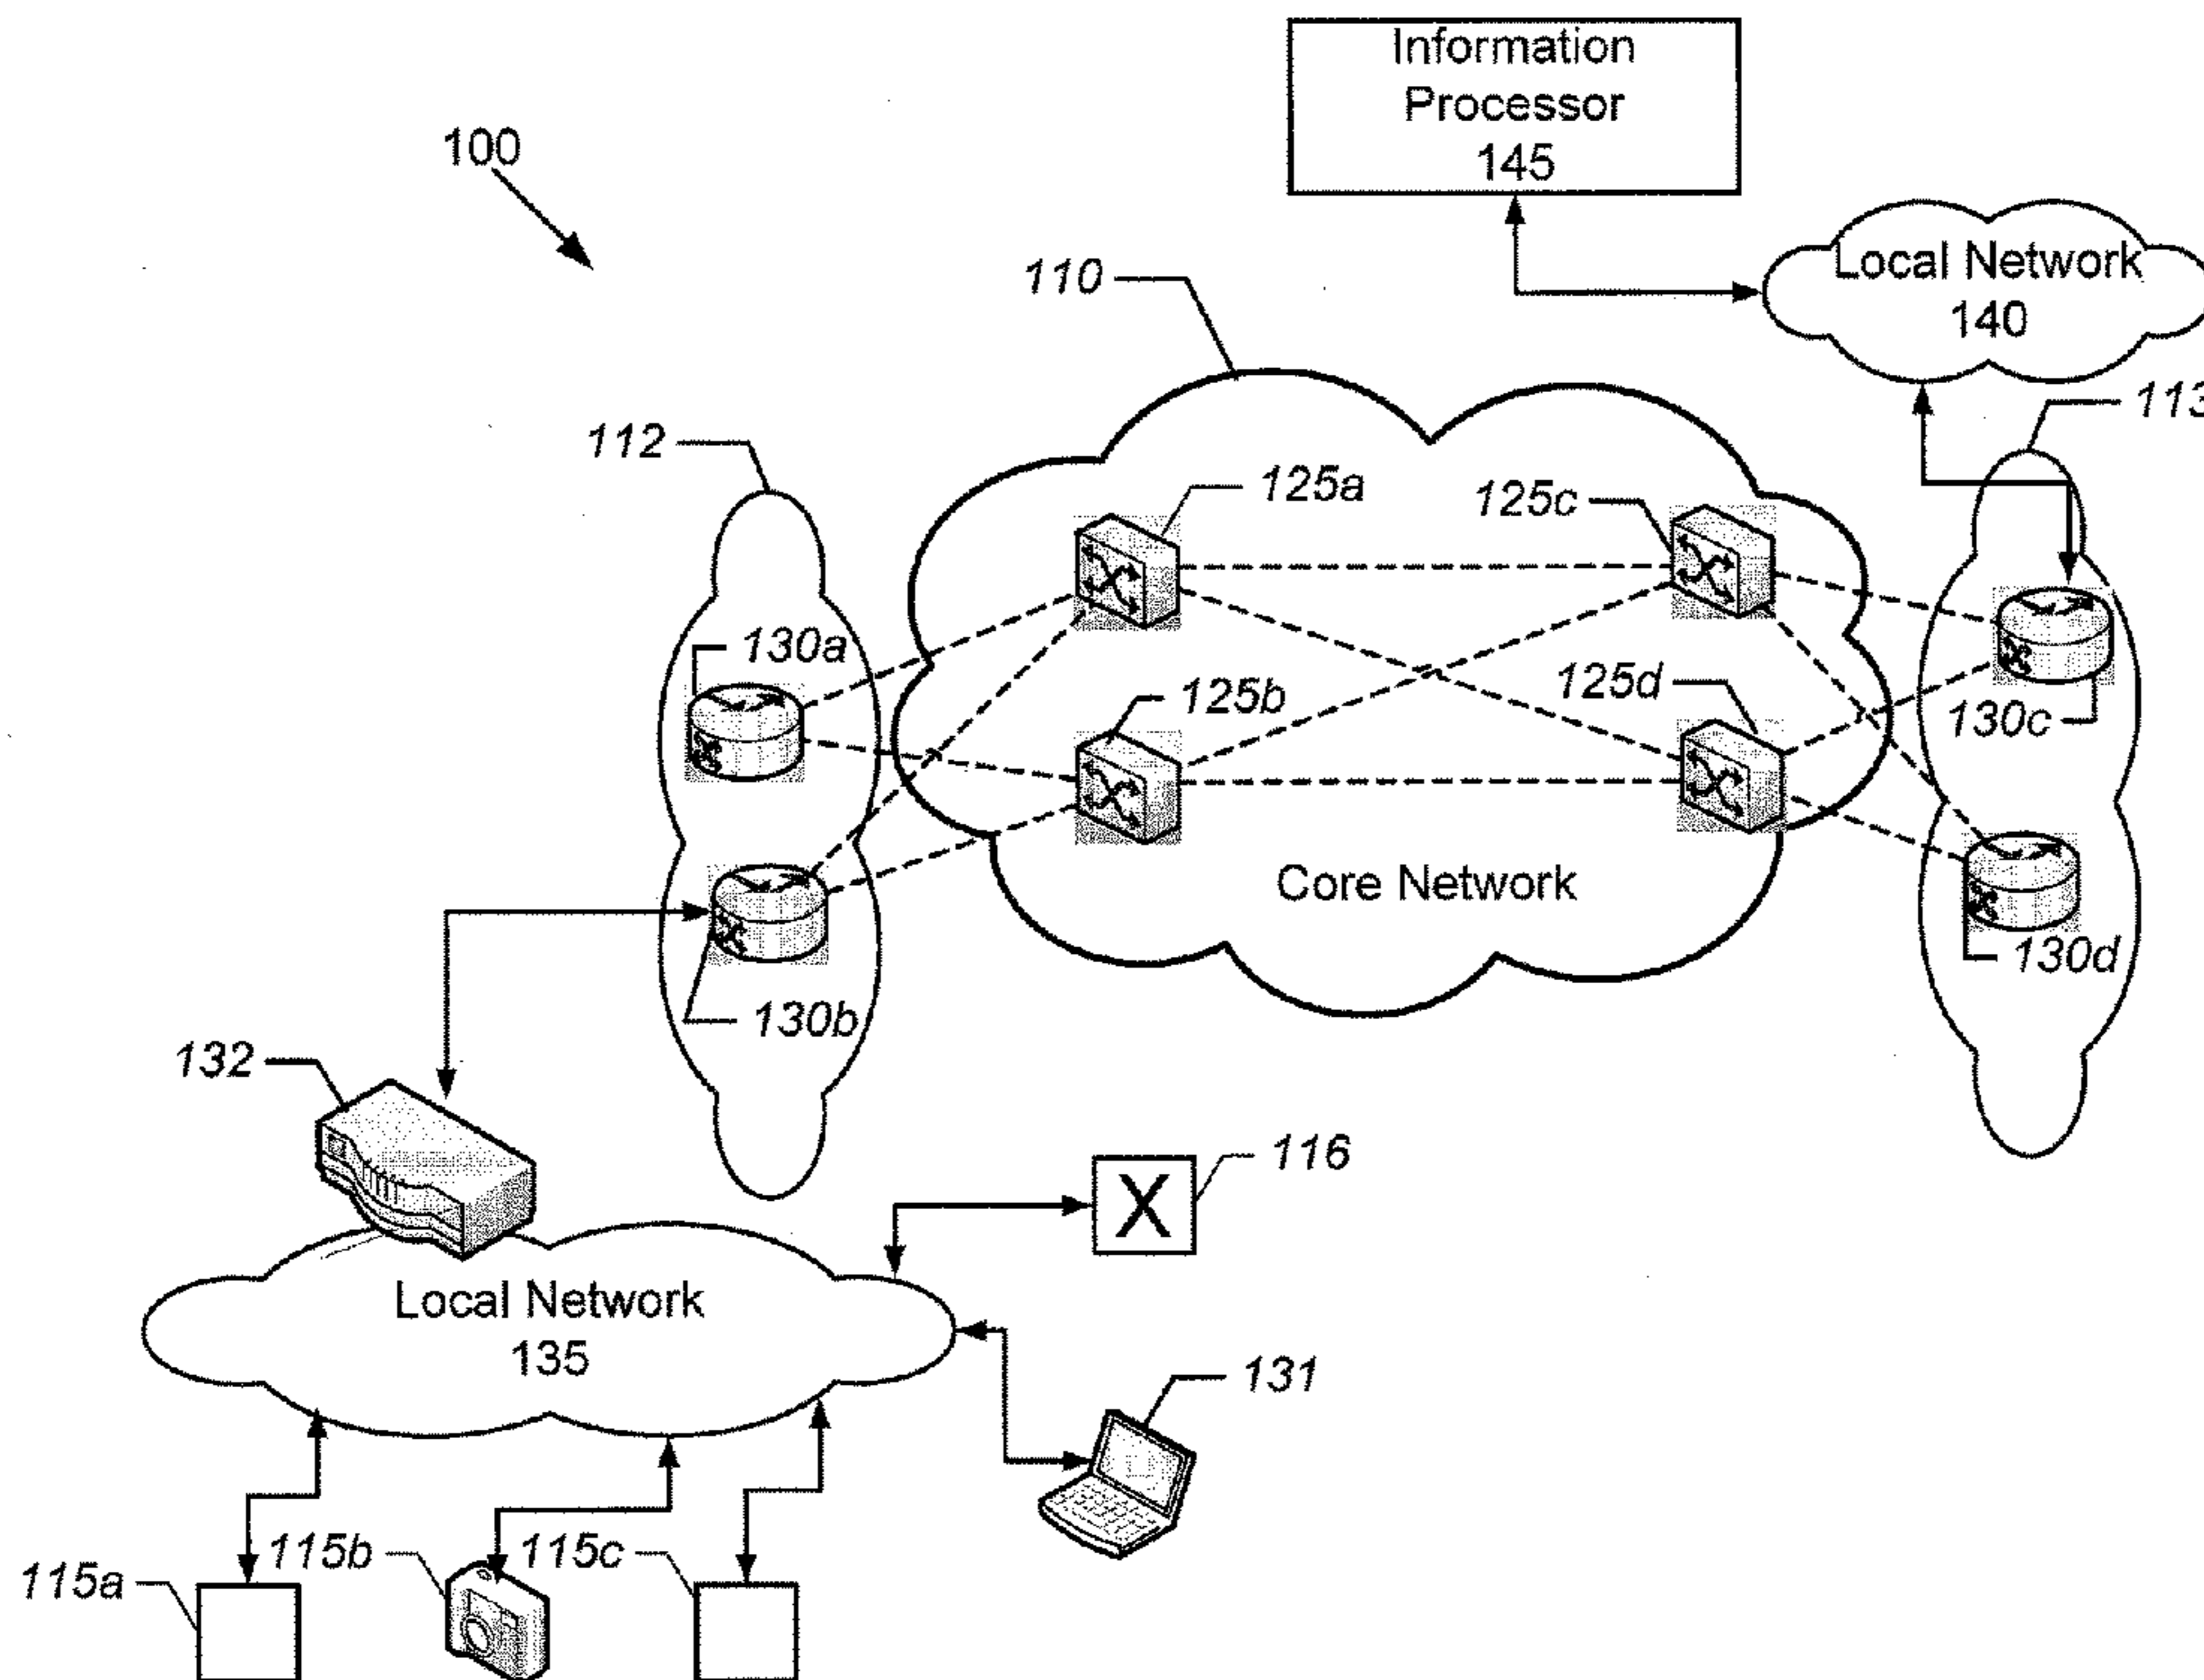 Information
Processor
145
100
Local Network
140
110
113
112
125a
125c
130a
125b
125d
130c
Core Network
130d
130b
132
116
X
Local Network
135
131
115b
115c
115a